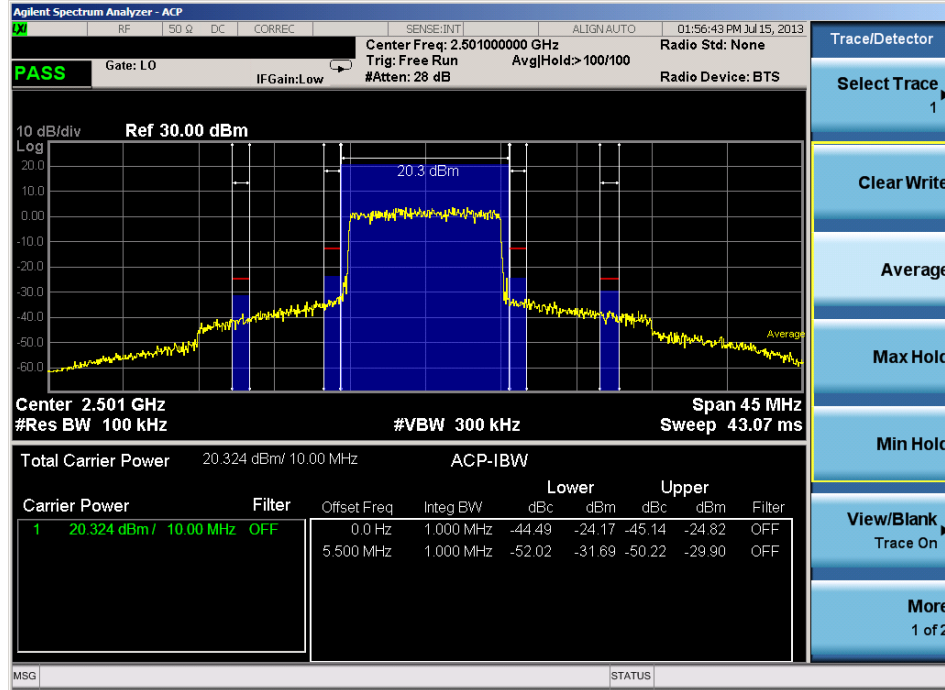 Agilent Spectrum Analyzer - ACP
LXI RF 50 Ω DC CORREC SENSE:INT ALIGN AUTO 01:56:43 PM Jul 15, 2013
Center Freq: 2.501000000 GHz Radio Std: None
PASS Gate: LO Trig: Free Run Avg|Hold:> 100/100
IFGain:Low #Atten: 28 dB Radio Device: BTS
10 dB/div Ref 30.00 dBm
Log
20.0
10.0
0.00
-10.0
-20.0
-30.0
-40.0
-50.0
-60.0
20.3 dBm
Average
Center 2.501 GHz Span 45 MHz
#Res BW 100 kHz #VBW 300 kHz Sweep 43.07 ms
Total Carrier Power 20.324 dBm/ 10.00 MHz ACP-IBW
Lower Upper
Carrier Power Filter Offset Freq Integ BW dBc dBm dBc dBm Filter
1 20.324 dBm / 10.00 MHz OFF 0.0 Hz 1.000 MHz -44.49 -24.17 -45.14 -24.82 OFF
5.500 MHz 1.000 MHz -52.02 -31.69 -50.22 -29.90 OFF
MSG STATUS
Trace/Detector
Select Trace
1
Clear Write
Average
Max Hold
Min Hold
View/Blank
Trace On
More
1 of 2